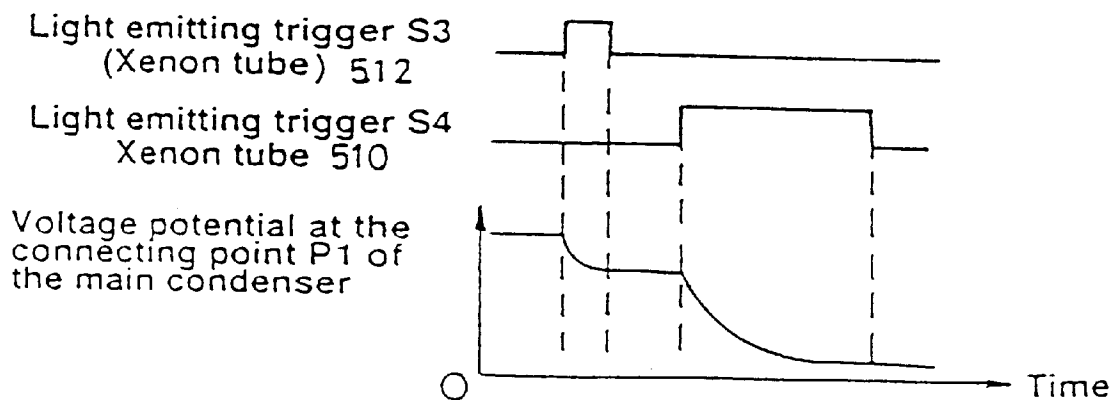 Light emitting trigger S3
(Xenon tube) 512
Light emitting trigger S4
Xenon tube 510
Voltage potential at the
connecting point P1 of
the main condenser
O
Time